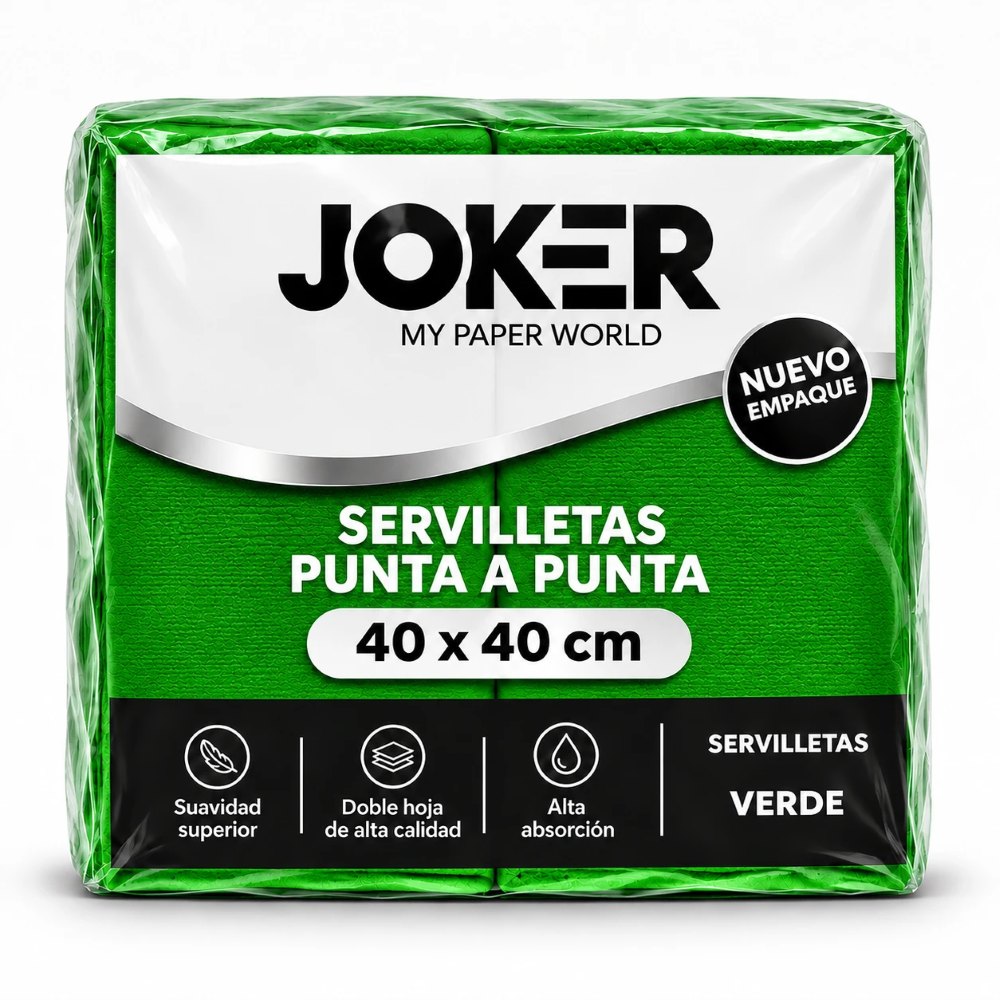 JOKER
MY PAPER WORLD
NUEVO
EMPAQUE
SERVILLETAS
PUNTA A PUNTA
40 x 40 cm
Suavidad
superior
Doble hoja
de alta calidad
Alta
absorción
SERVILLETAS
VERDE